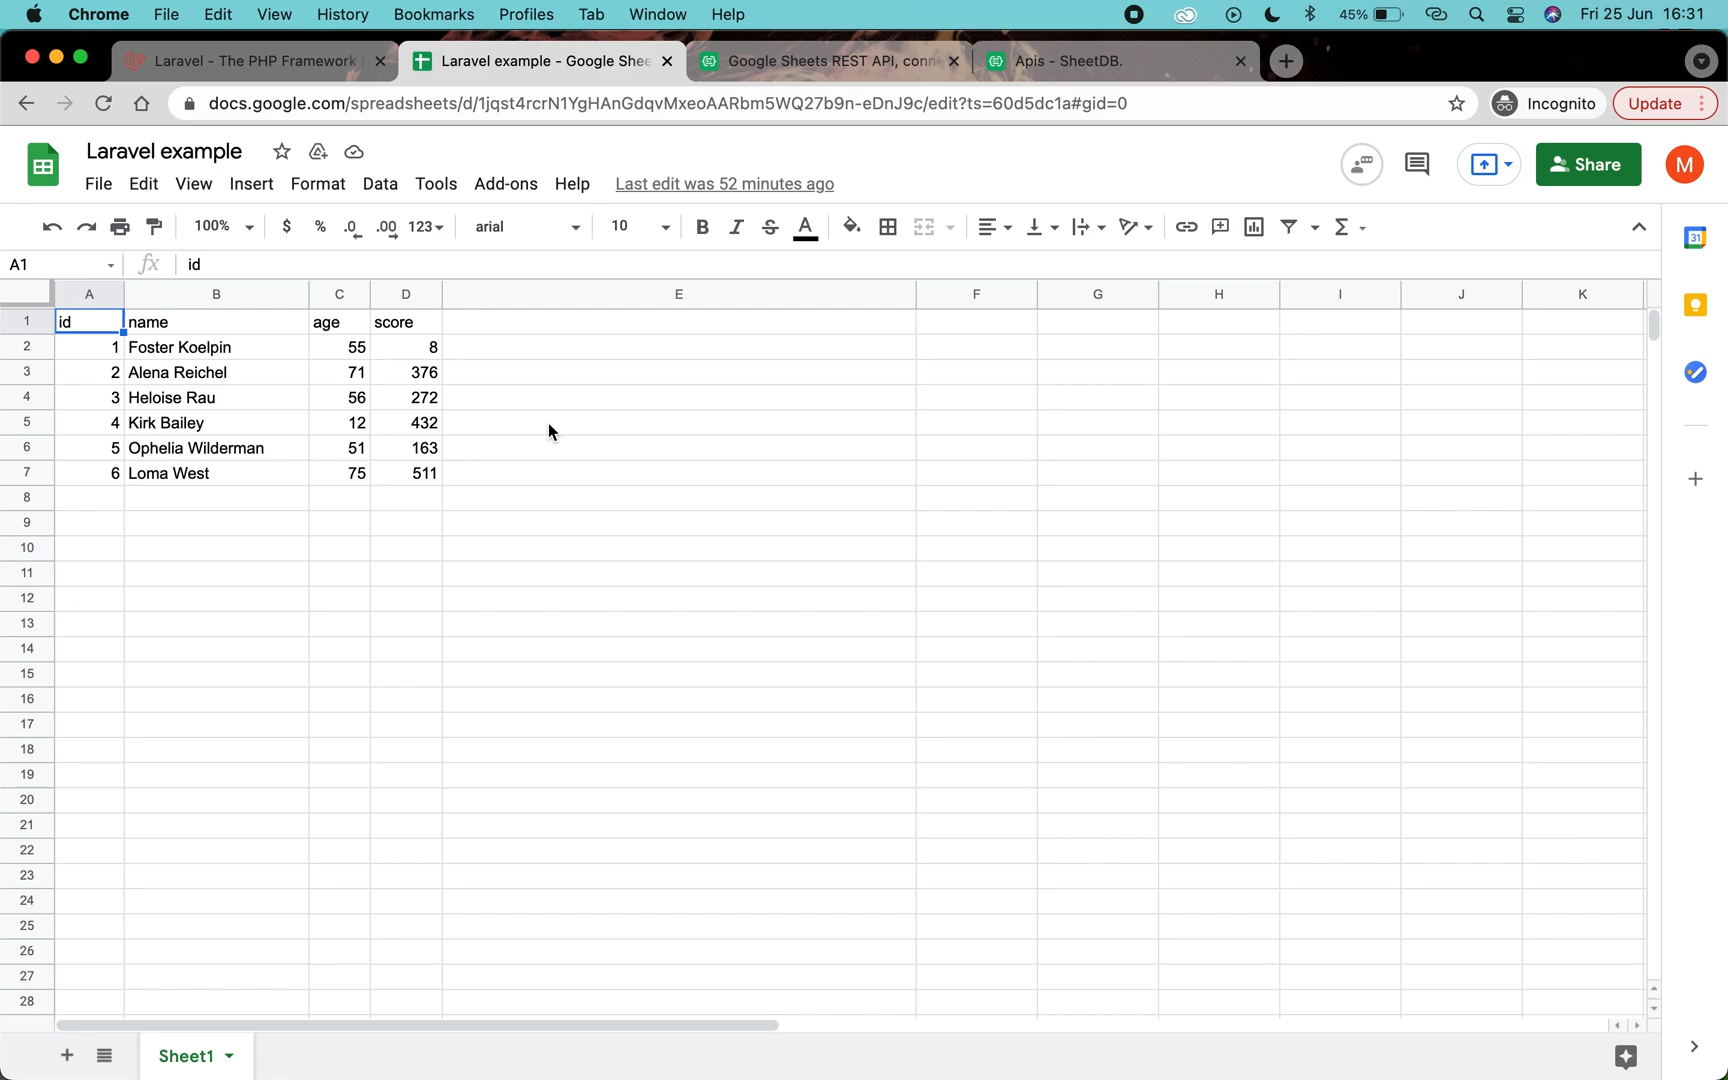 Chrome File Edit View History Bookmarks Profiles Tab Window Help 45% Fri 25 Jun 16:31
Laravel - The PHP Framework Laravel example - Google Shee Google Sheets REST API, conn Apis - SheetDB.
docs.google.com/spreadsheets/d/1jqst4rcrN1YgHAnGdqvMxeoAARbm5WQ27b9n-eDnJ9c/edit?ts=60d5dc1a#gid=0 Incognito Update
Laravel example
Share M
File Edit View Insert Format Data Tools Add-ons Help Last edit was 52 minutes ago
100% $ % .0 .00 123 arial 10 B I S A Σ
31
A1 fx id
A B C D E F G H I J K
1 id name age score
2 1 Foster Koelpin 55 8
3 2 Alena Reichel 71 376
4 3 Heloise Rau 56 272
5 4 Kirk Bailey 12 432
6 5 Ophelia Wilderman 51 163
7 6 Loma West 75 511
8
9
10
11
12
13
14
15
16
17
18
19
20
21
22
23
24
25
26
27
28
Sheet1